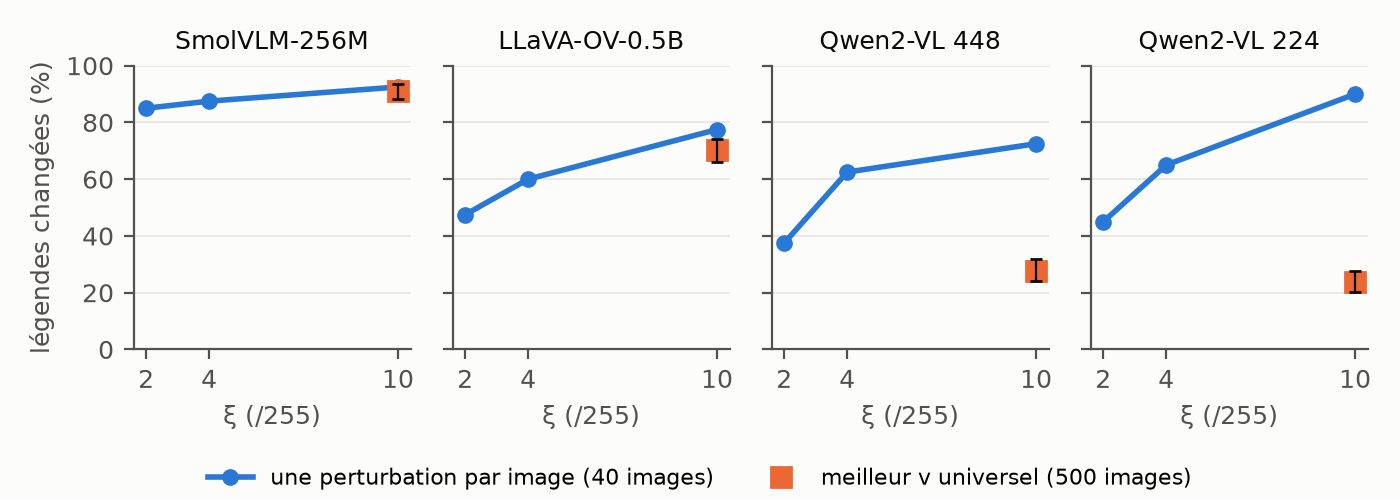 SmolVLM-256M
LLaVA-OV-0.5B
Qwen2-VL 448
Qwen2-VL 224
légendes changées (%)
100
80
60
40
20
0
2 4 10
2 4 10
2 4 10
2 4 10
ξ (/255)
ξ (/255)
ξ (/255)
ξ (/255)
une perturbation par image (40 images)
meilleur v universel (500 images)